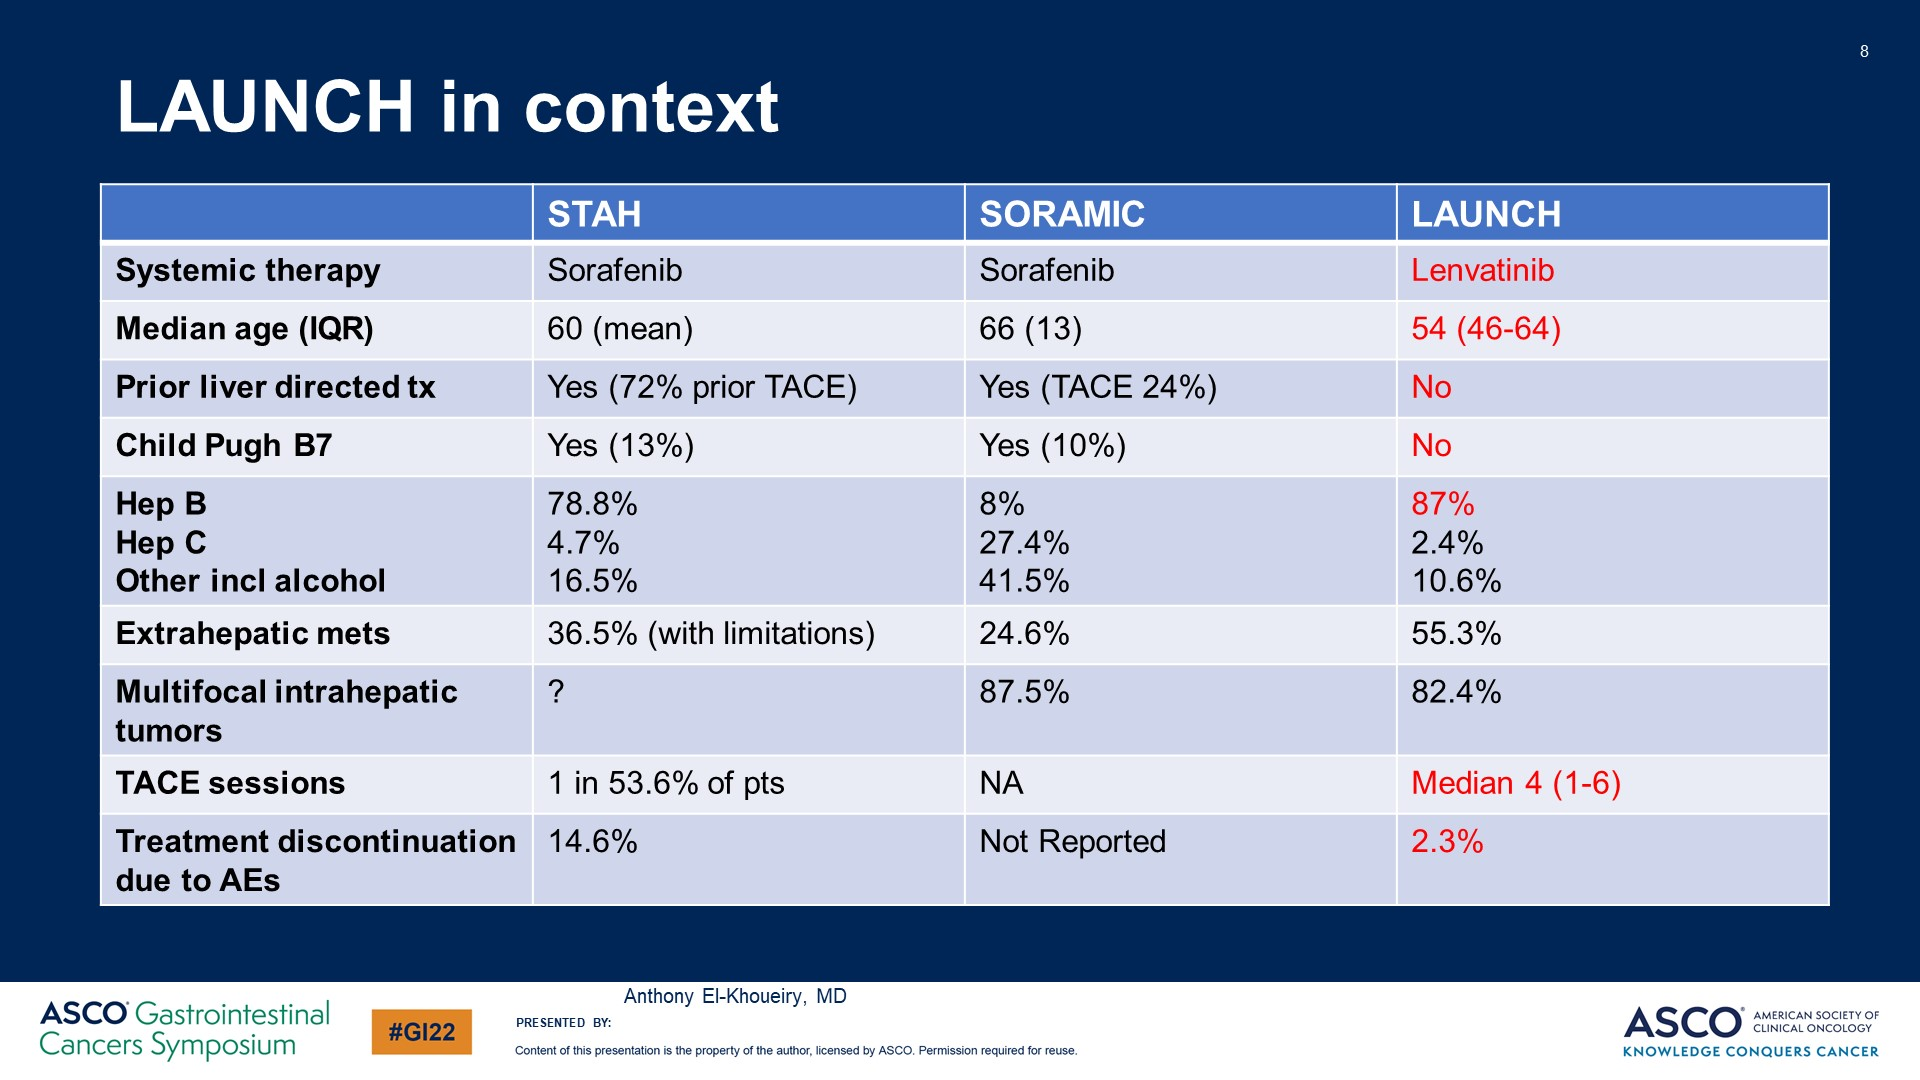 8
LAUNCH in context
STAH SORAMIC LAUNCH
Systemic therapy Sorafenib Sorafenib Lenvatinib
Median age (IQR) 60 (mean) 66 (13) 54 (46-64)
Prior liver directed tx Yes (72% prior TACE) Yes (TACE 24%) No
Child Pugh B7 Yes (13%) Yes (10%) No
Hep B 78.8% 8% 87%
Hep C 4.7% 27.4% 2.4%
Other incl alcohol 16.5% 41.5% 10.6%
Extrahepatic mets 36.5% (with limitations) 24.6% 55.3%
Multifocal intrahepatic ? 87.5% 82.4%
tumors
TACE sessions 1 in 53.6% of pts NA Median 4 (1-6)
Treatment discontinuation 14.6% Not Reported 2.3%
due to AEs
ASCO Gastrointestinal
Cancers Symposium
#GI22
Anthony El-Khoueiry, MD
PRESENTED BY:
Content of this presentation is the property of the author, licensed by ASCO. Permission required for reuse.
ASCO AMERICAN SOCIETY OF
CLINICAL ONCOLOGY
KNOWLEDGE CONQUERS CANCER